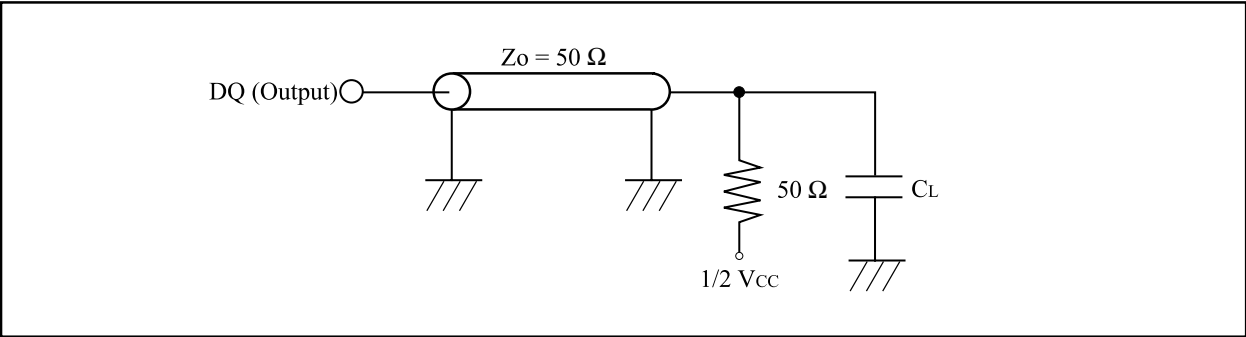 Zo = 50 Ω
DQ (Output)
50 Ω
CL
1/2 VCC